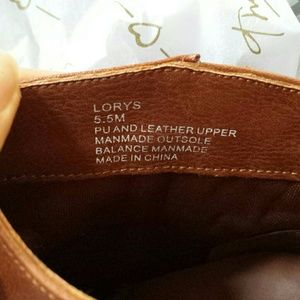 LORYS
5.5M
PU AND LEATHER UPPER
MANMADE OUTSOLE
BALANCE MANMADE
MADE IN CHINA